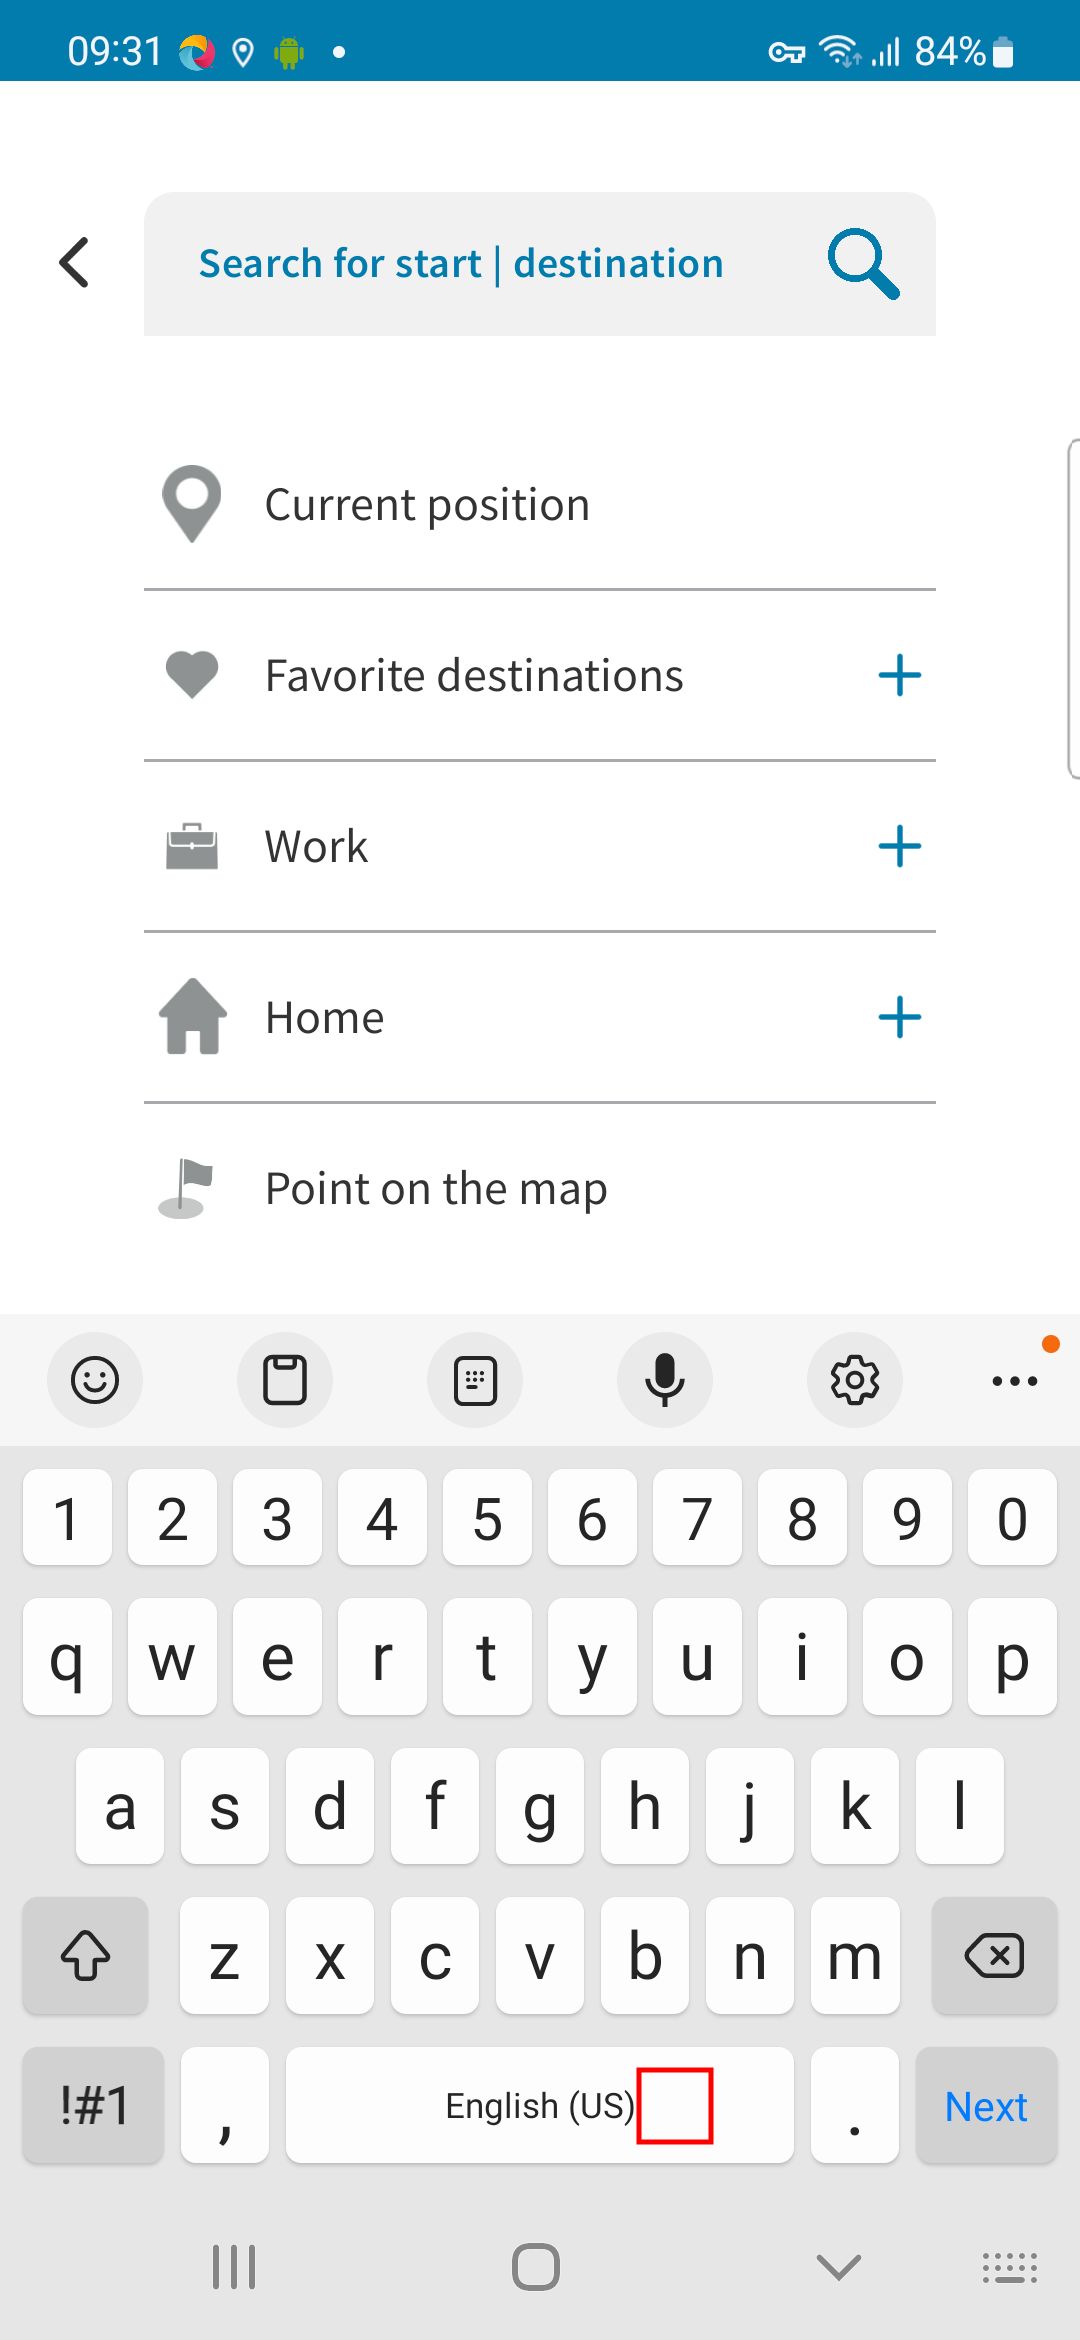 09:31 84%
Search for start | destination
Current position
Favorite destinations
Work
Home
Point on the map
1 2 3 4 5 6 7 8 9 0
q w e r t y u i o p
a s d f g h j k l
z x c v b n m
!#1 , English (US) . Next